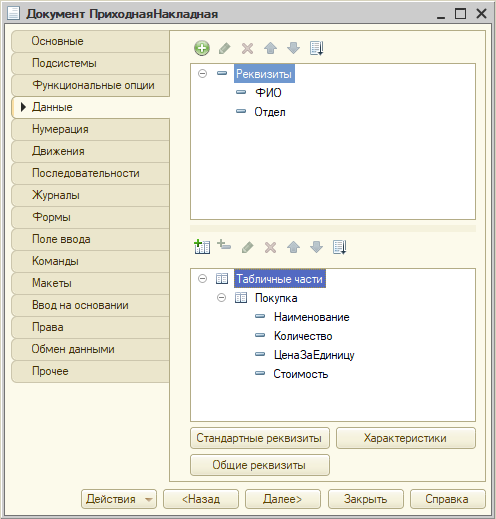 Документ ПриходнаяНакладная
Основные
Подсистемы
Функциональные опции
Данные
Нумерация
Движения
Последовательности
Журналы
Формы
Поле ввода
Команды
Макеты
Ввод на основании
Права
Обмен данными
Прочее
Реквизиты
ФИО
Отдел
Табличные части
Покупка
Наименование
Количество
ЦенаЗаЕдиницу
Стоимость
Стандартные реквизиты
Характеристики
Общие реквизиты
Действия
<Назад
Далее>
Закрыть
Справка